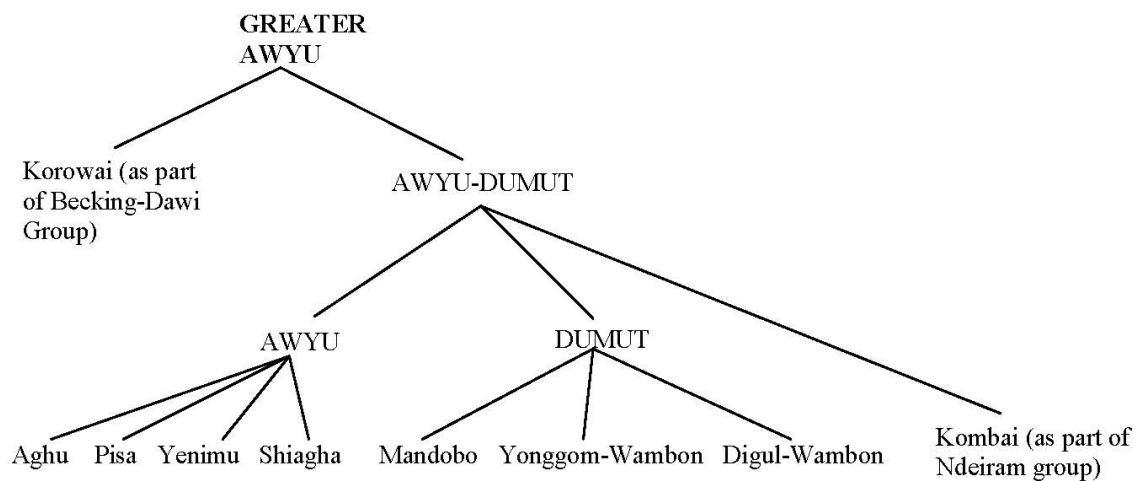 GREATER
AWYU
Korowai (as part
of Becking-Dawi
Group)
AWYU-DUMUT
AWYU
DUMUT
Aghu
Pisa
Yenimu
Shiagha
Mandobo
Yonggom-Wambon
Digul-Wambon
Kombai (as part of
Ndeiram group)